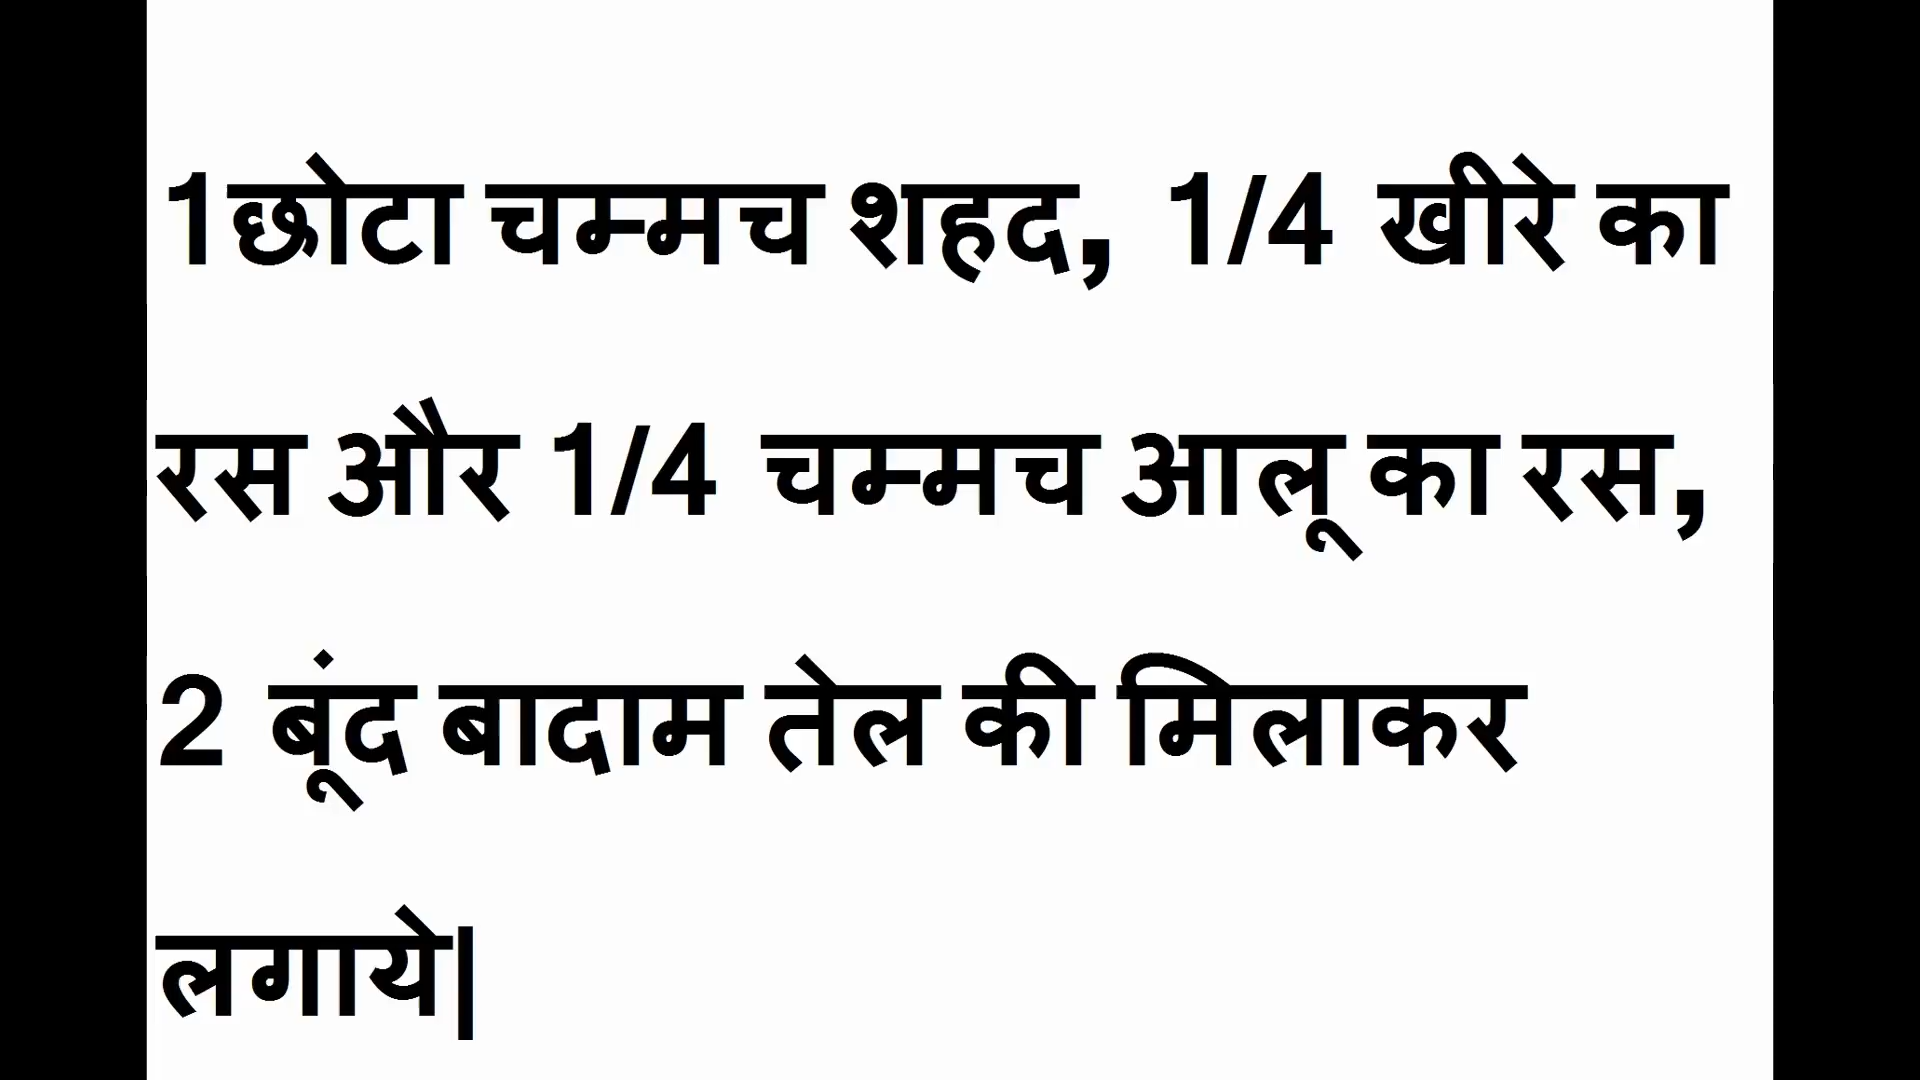 1छोटा चम्मच शहद, 1/4 खीरे का
रस और 1/4 चम्मच आलू का रस,
2 बूंद बादाम तेल की मिलाकर
लगाये|